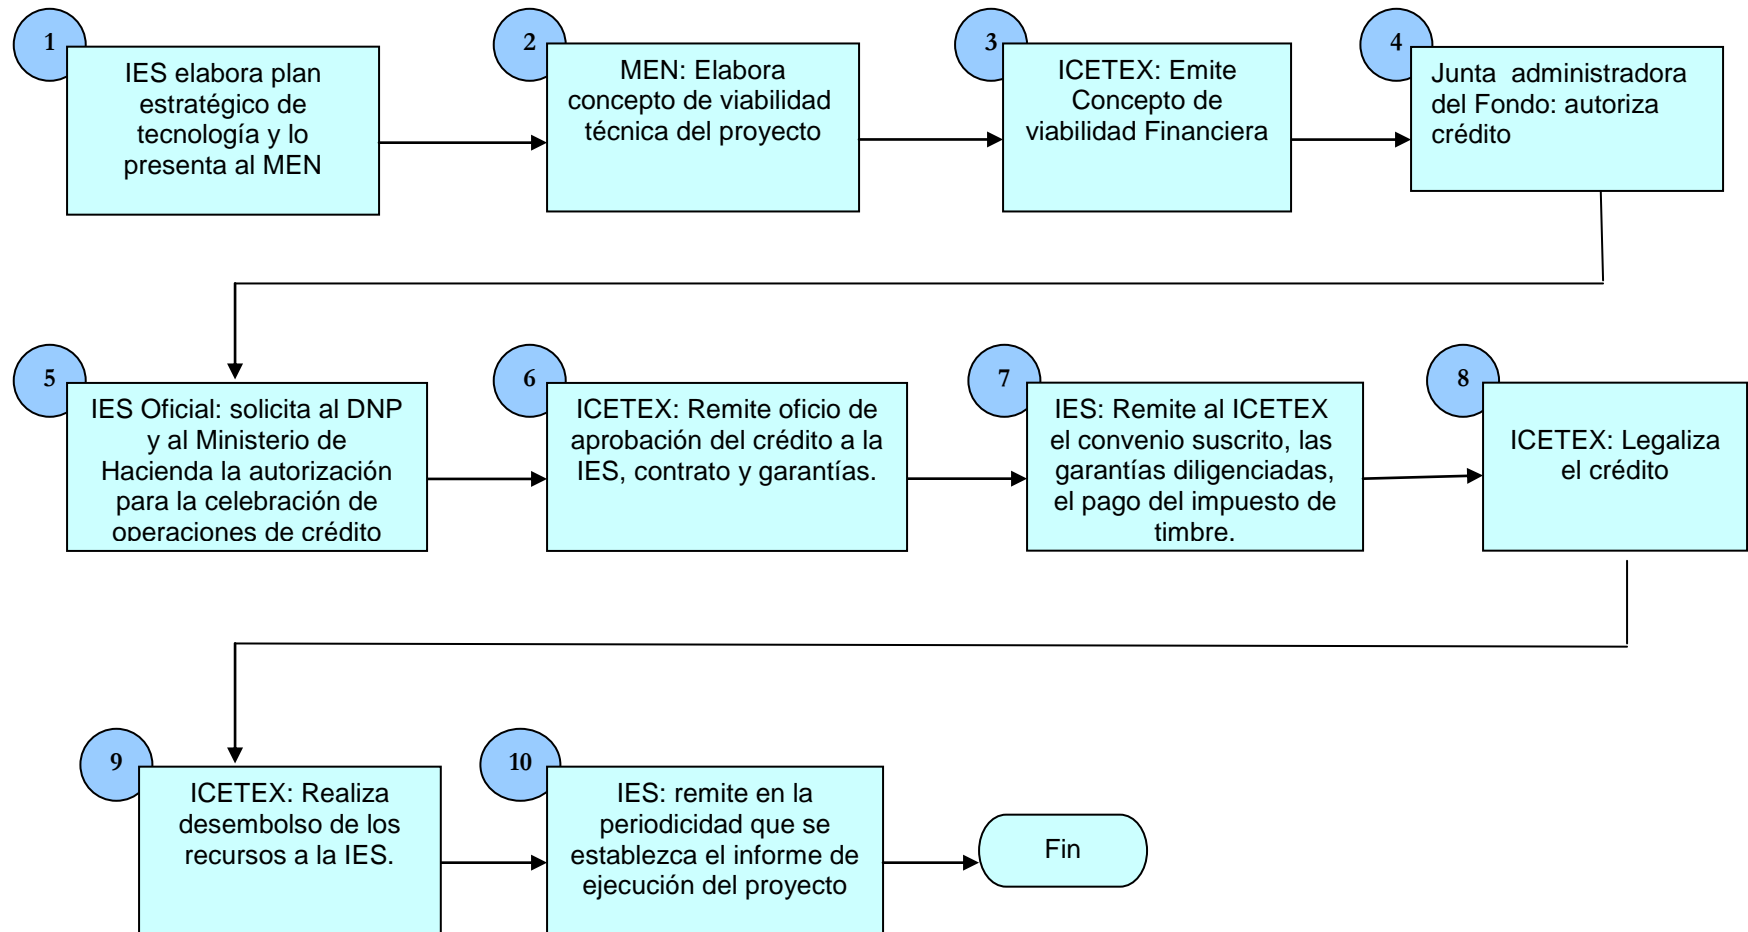 1
IES elabora plan
estratégico de
tecnología y lo
presenta al MEN
2
MEN: Elabora
concepto de viabilidad
técnica del proyecto
3
ICETEX: Emite
Concepto de
viabilidad Financiera
4
Junta administradora
del Fondo: autoriza
crédito
5
IES Oficial: solicita al DNP
y al Ministerio de
Hacienda la autorización
para la celebración de
operaciones de crédito
6
ICETEX: Remite oficio de
aprobación del crédito a la
IES, contrato y garantías.
7
IES: Remite al ICETEX
el convenio suscrito, las
garantías diligenciadas,
el pago del impuesto de
timbre.
8
ICETEX: Legaliza
el crédito
9
ICETEX: Realiza
desembolso de los
recursos a la IES.
10
IES: remite en la
periodicidad que se
establezca el informe de
ejecución del proyecto
Fin